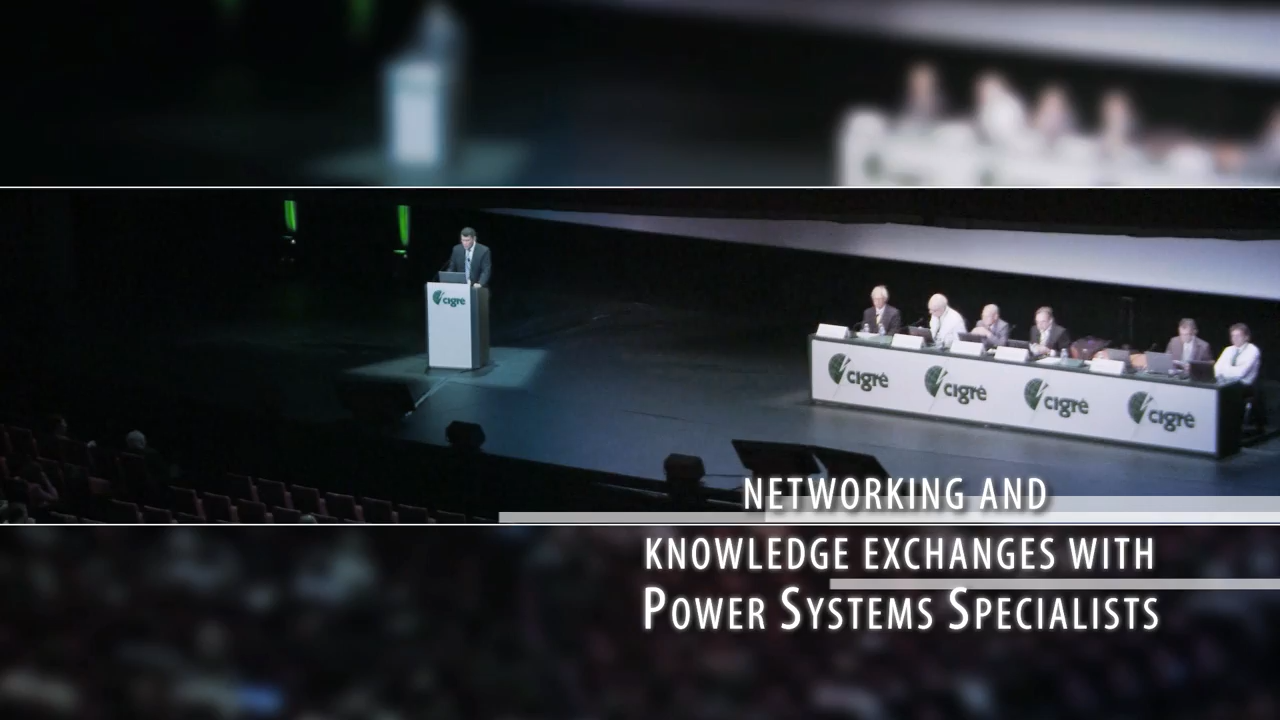 cigre
cigre
cigre
cigre
cigre
NETWORKING AND
KNOWLEDGE EXCHANGES WITH
POWER SYSTEMS SPECIALISTS